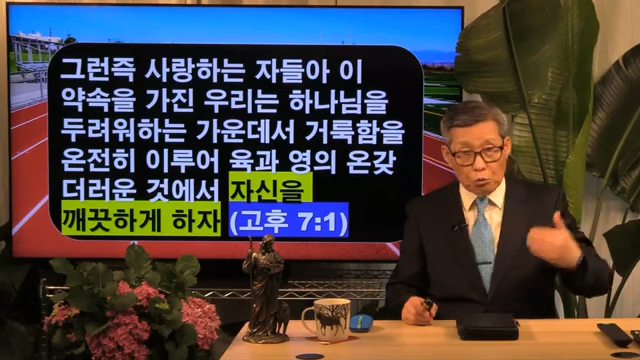 그런즉 사랑하는 자들아 이
약속을 가진 우리는 하나님을
두려워하는 가운데서 거룩함을
온전히 이루어 육과 영의 온갖
더러운 것에서 자신을
깨끗하게 하자 (고후 7:1)